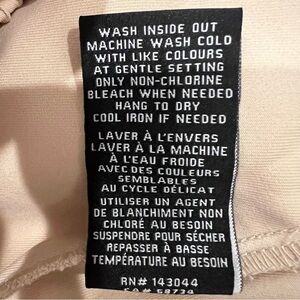 WASH INSIDE OUT
MACHINE WASH COLD
WITH LIKE COLOURS
AT GENTLE SETTING
ONLY NON-CHLORINE
BLEACH WHEN NEEDED
HANG TO DRY
COOL IRON IF NEEDED
LAVER À L'ENVERS
LAVER À LA MACHINE
À L'EAU FROIDE
AVEC DES COULEURS
SEMBLABLES
AU CYCLE DÉLICAT
UTILISER UN AGENT
DE BLANCHIMENT NON
CHLORÉ AU BESOIN
SUSPENDRE POUR SÉCHER
REPASSER À BASSE
TEMPÉRATURE AU BESOIN
RN# 143044
CA# 58734